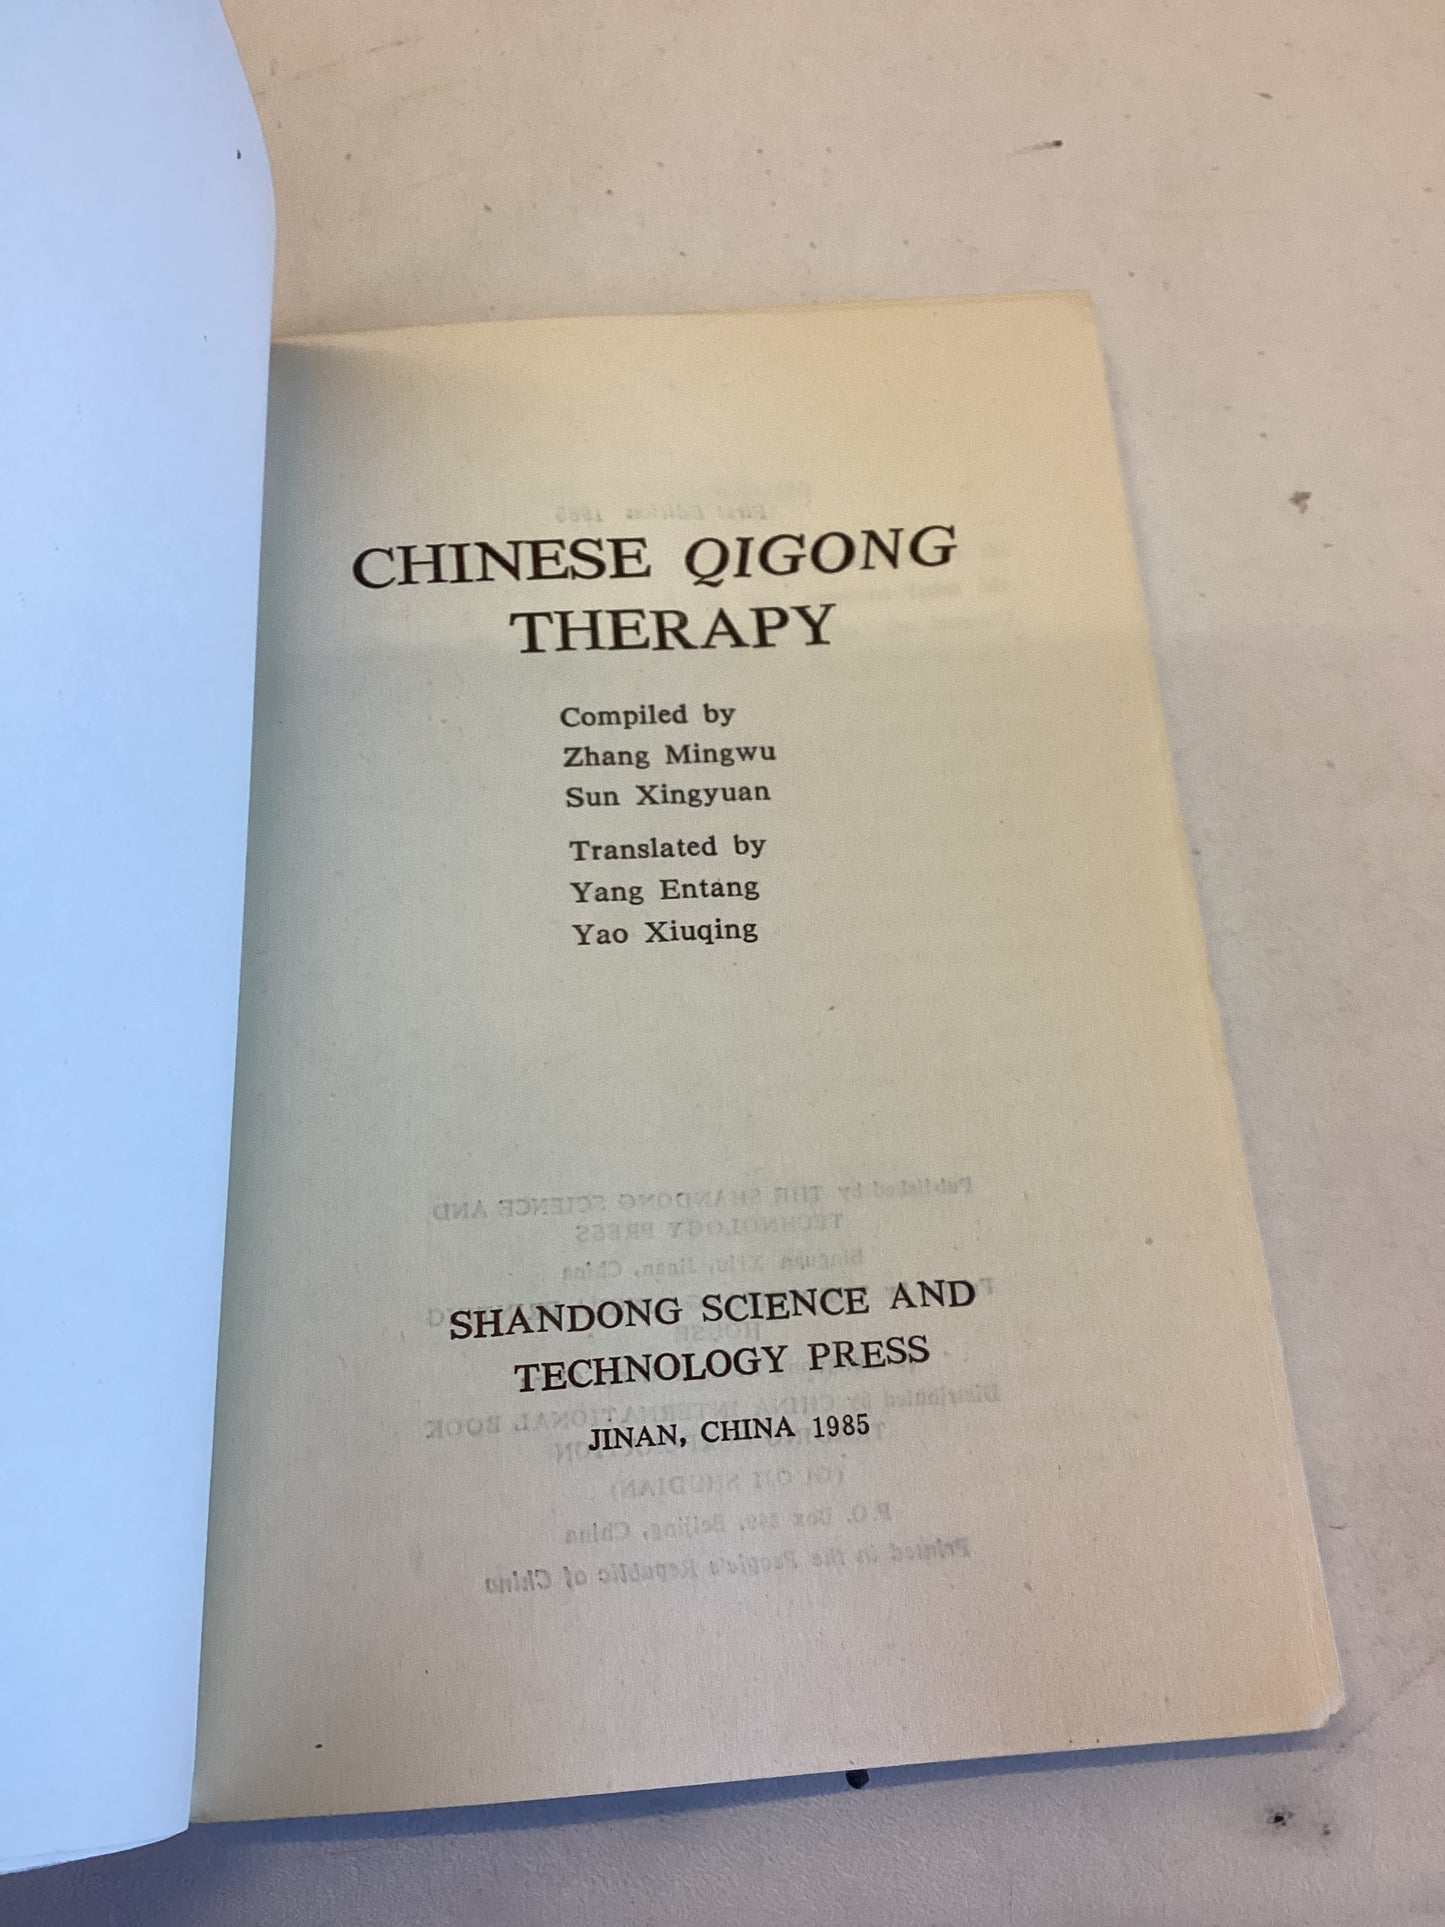 CHINESE QIGONG
THERAPY
Compiled by
Zhang Mingwu
Sun Xingyuan
Translated by
Yang Entang
Yao Xiuqing
SHANDONG SCIENCE AND
TECHNOLOGY PRESS
JINAN, CHINA 1985